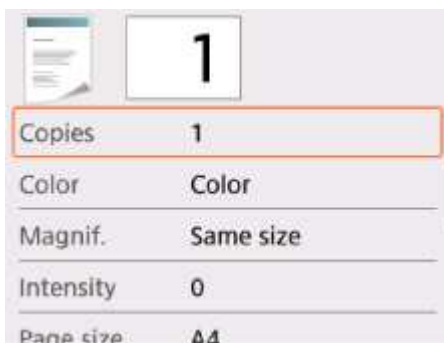 1
Copies 1
Color Color
Magnif. Same size
Intensity 0
Page size A4